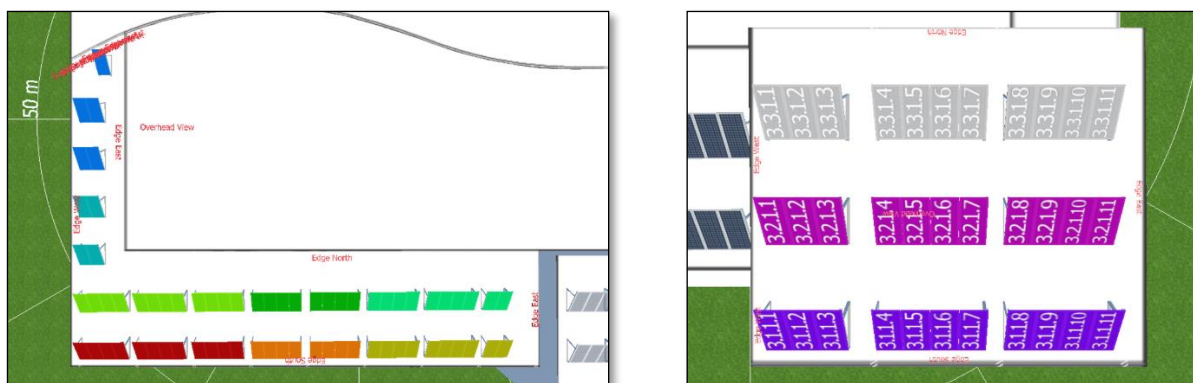 50 m
Overhead View
Edge East
Edge West
Edge North
Edge East
Edge South
Edge North
3.3.1.1
3.3.1.2
3.3.1.3
3.3.1.4
3.3.1.5
3.3.1.6
3.3.1.7
3.3.1.8
3.3.1.9
3.3.1.10
3.3.1.11
Edge West
Edge East
3.2.1.1
3.2.1.2
3.2.1.3
3.2.1.4
3.2.1.5
3.2.1.6
3.2.1.7
3.2.1.8
3.2.1.9
3.2.1.10
3.2.1.11
Overhead View
3.1.1.1
3.1.1.2
3.1.1.3
3.1.1.4
3.1.1.5
3.1.1.6
3.1.1.7
3.1.1.8
3.1.1.9
3.1.1.10
3.1.1.11
Edge South